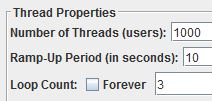 Thread Properties
Number of Threads (users): 1000
Ramp-Up Period (in seconds): 10
Loop Count: Forever 3